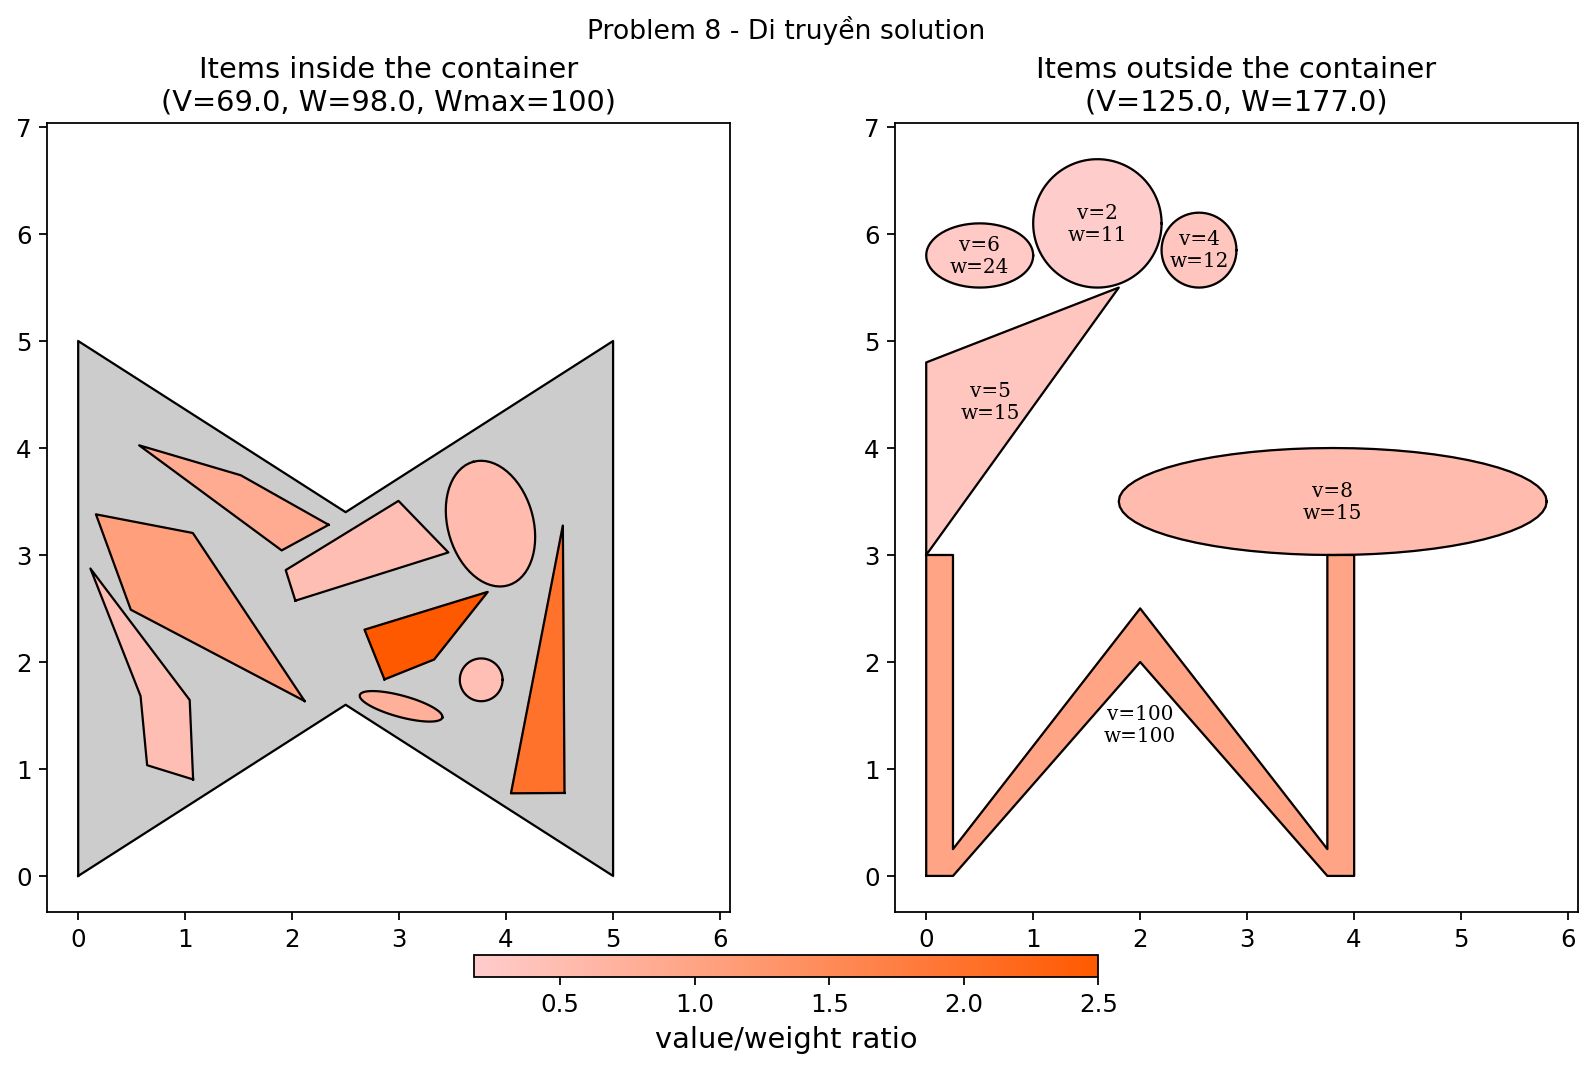 Problem 8 - Di truyền solution
Items inside the container
(V=69.0, W=98.0, Wmax=100)
7
6
5
4
3
2
1
0
0 1 2 3 4 5 6
Items outside the container
(V=125.0, W=177.0)
7
6
5
4
3
2
1
0
v=2
w=11
v=6
w=24
v=4
w=12
v=5
w=15
v=8
w=15
v=100
w=100
0 1 2 3 4 5 6
0.5 1.0 1.5 2.0 2.5
value/weight ratio